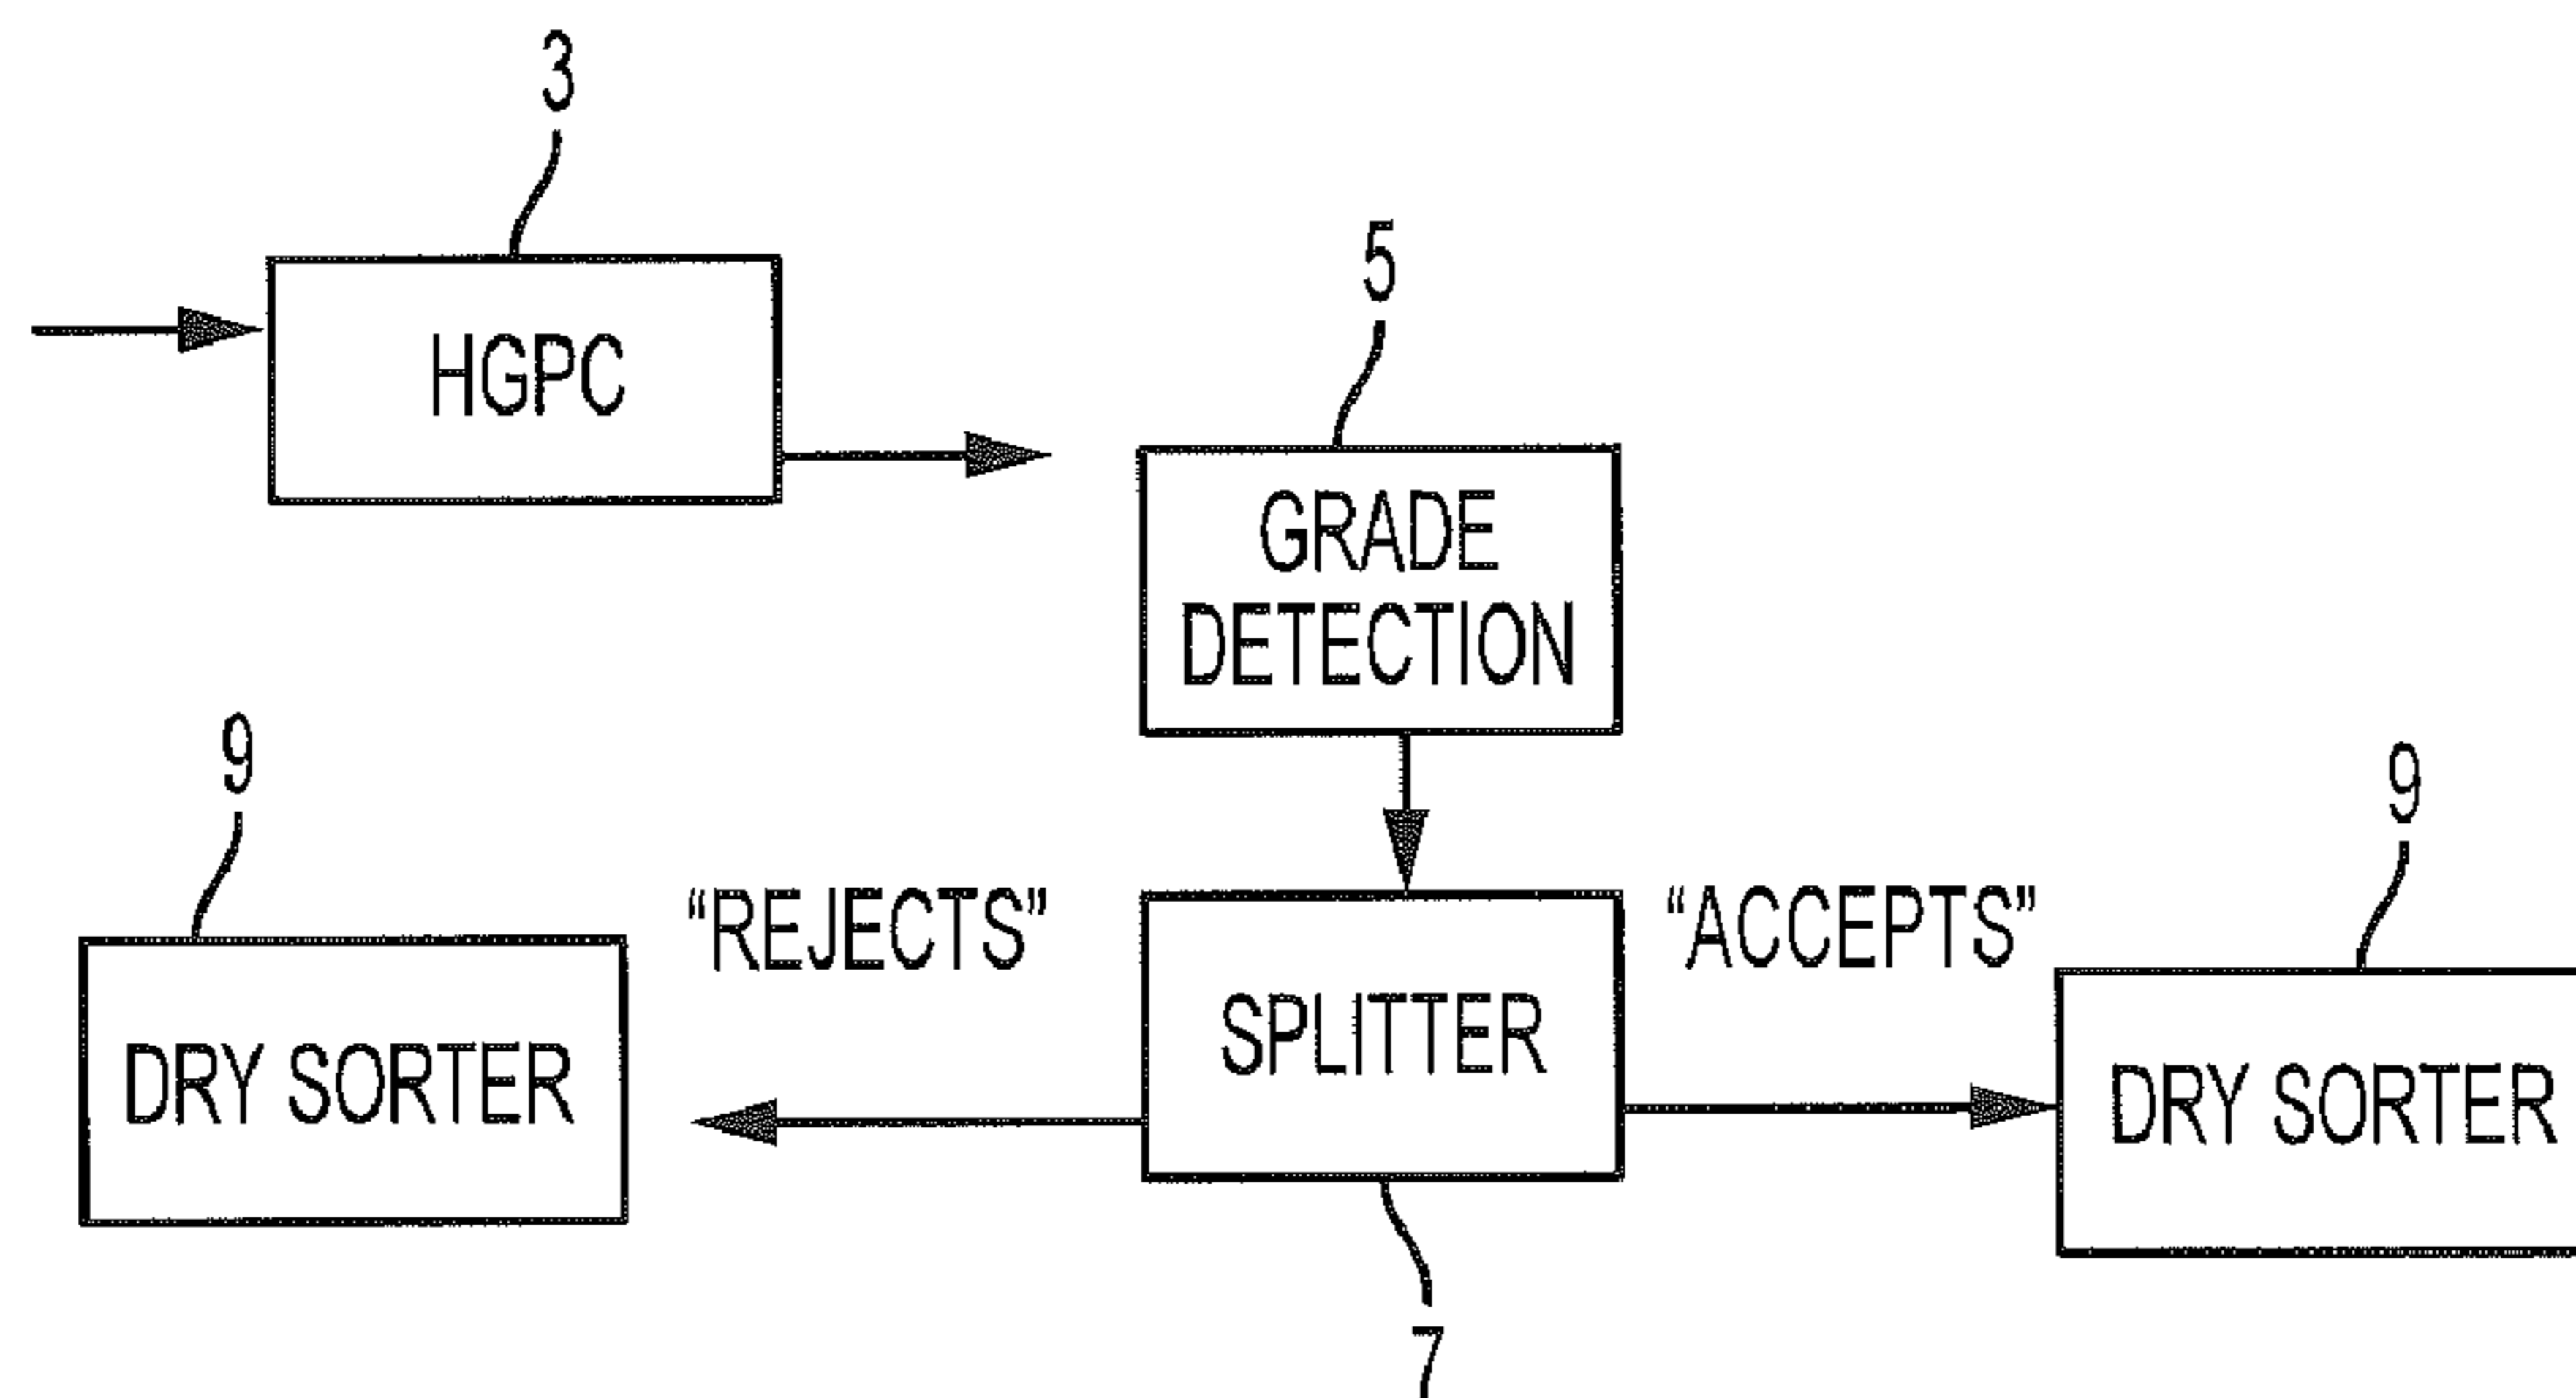 3
HGPC
5
GRADE
DETECTION
9
9
“REJECTS”
“ACCEPTS”
SPLITTER
DRY SORTER
DRY SORTER
7